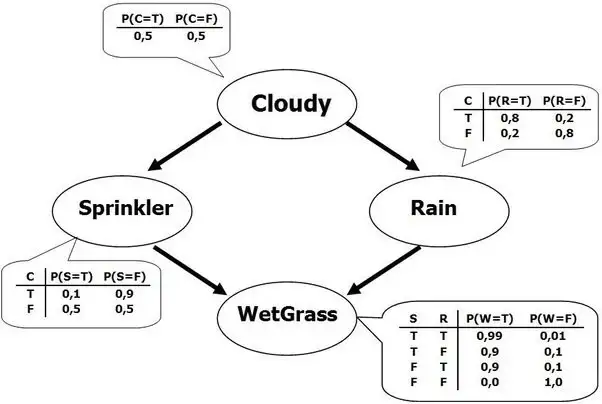 P(C=T) P(C=F)
0,5 0,5
Cloudy
C P(R=T) P(R=F)
T 0,8 0,2
F 0,2 0,8
Sprinkler
Rain
C P(S=T) P(S=F)
T 0,1 0,9
F 0,5 0,5
WetGrass
S R P(W=T) P(W=F)
T T 0,99 0,01
T F 0,9 0,1
F T 0,9 0,1
F F 0,0 1,0